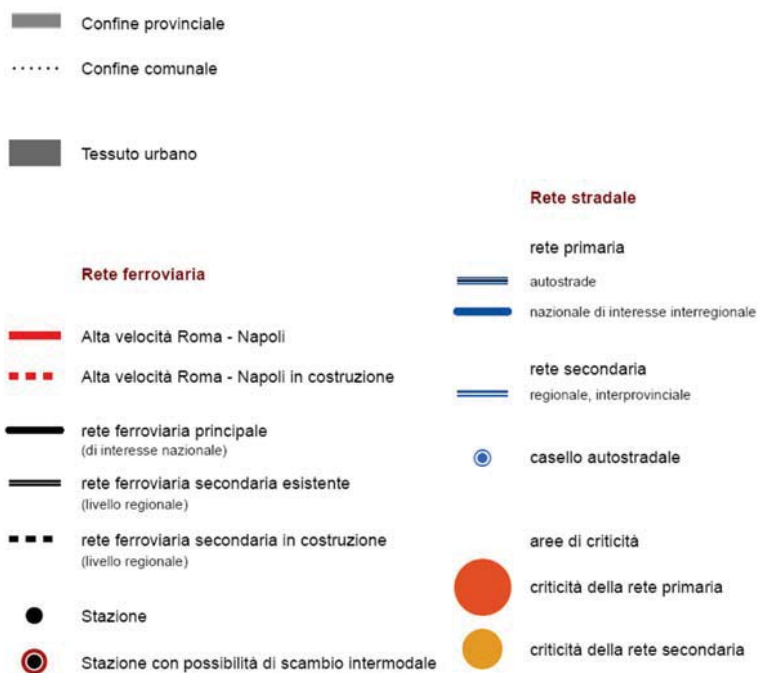 Confine provinciale
Confine comunale
Tessuto urbano
Rete ferroviaria
Alta velocità Roma - Napoli
Alta velocità Roma - Napoli in costruzione
rete ferroviaria principale
(di interesse nazionale)
rete ferroviaria secondaria esistente
(livello regionale)
rete ferroviaria secondaria in costruzione
(livello regionale)
Stazione
Stazione con possibilità di scambio intermodale
Rete stradale
rete primaria
autostrade
nazionale di interesse interregionale
rete secondaria
regionale, interprovinciale
casello autostradale
aree di criticità
criticità della rete primaria
criticità della rete secondaria